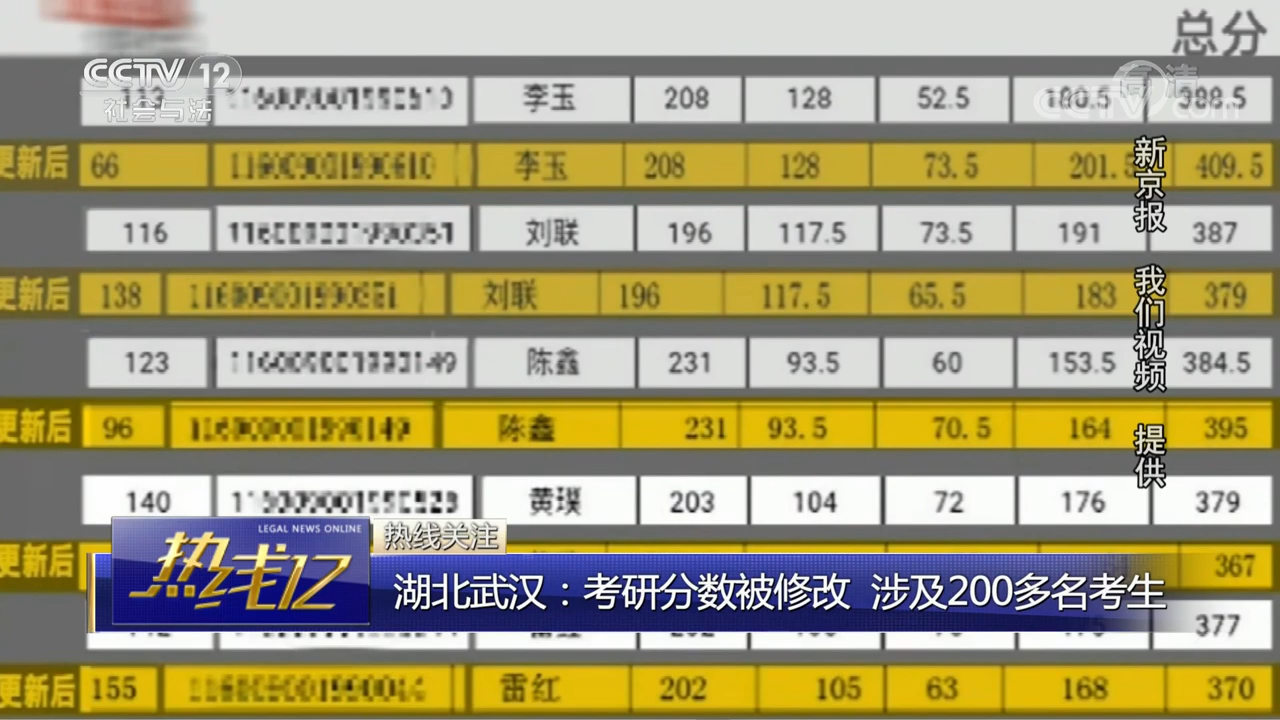 总分
CCTV 12
社会与法
高清
CCTV.com
李玉 208 128 52.5 180.5 388.5
更新后 66 李玉 208 128 73.5 201.5 409.5
116 刘联 196 117.5 73.5 191 387
更新后 138 刘联 196 117.5 65.5 183 379
123 陈鑫 231 93.5 60 153.5 384.5
更新后 96 陈鑫 231 93.5 70.5 164 395
140 黄璞 203 104 72 176 379
更新后 367
377
更新后 155 雷红 202 105 63 168 370
新京报 我们视频 提供
LEGAL NEWS ONLINE
热线12
热线关注
湖北武汉：考研分数被修改 涉及200多名考生